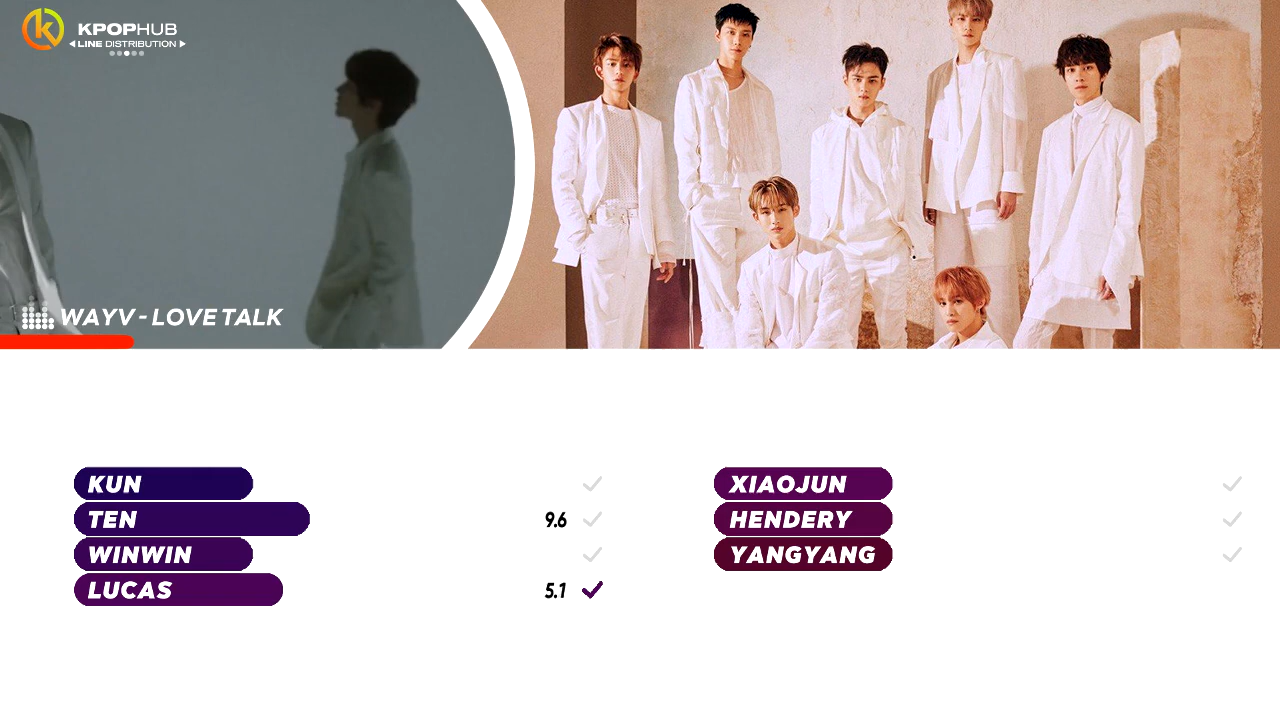 KPOPHUB
LINE DISTRIBUTION
WAYV - LOVE TALK
KUN
TEN 9.6
WINWIN
LUCAS 5.1
XIAOJUN
HENDERY
YANGYANG